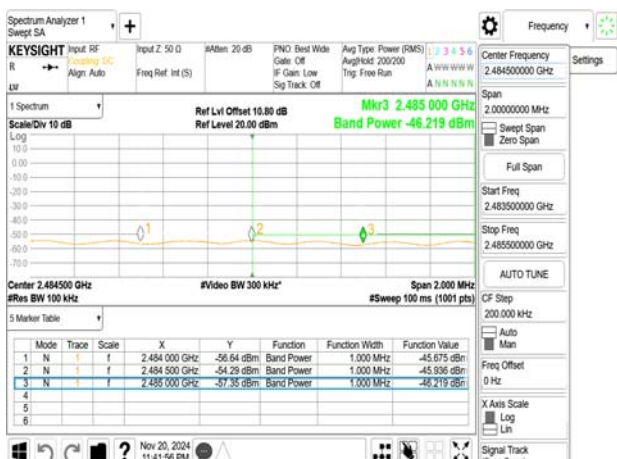 Spectrum Analyzer 1
Swept SA
Frequency
KEYSIGHT Input: RF Input Z: 50 Ω #Atten: 20 dB PNO: Best Wide Avg Type: Power (RMS) 1 2 3 4 5 6
R Coupling: DC Gate: Off Avg|Hold: 200/200 A W W W W W
Align: Auto Freq Ref: Int (S) IF Gain: Low Trig: Free Run
LXI Sig Track: Off A N N N N N
Settings
Center Frequency
2.484500000 GHz
Span
2.00000000 MHz
Swept Span
Zero Span
Full Span
Start Freq
2.483500000 GHz
Stop Freq
2.485500000 GHz
AUTO TUNE
CF Step
200.000 kHz
Auto
Man
Freq Offset
0 Hz
X Axis Scale
Log
Lin
Signal Track
1 Spectrum
Ref Lvl Offset 10.80 dB
Mkr3 2.485 000 GHz
Scale/Div 10 dB
Ref Level 20.00 dBm
Band Power -46.219 dBm
Log
10.0
0.00
-10.0
-20.0
-30.0
-40.0
-50.0
-60.0
-70.0
1
2
3
Center 2.484500 GHz #Video BW 300 kHz* Span 2.000 MHz
#Res BW 100 kHz #Sweep 100 ms (1001 pts)
5 Marker Table
Mode Trace Scale X Y Function Function Width Function Value
1 N 1 f 2.484 000 GHz -56.64 dBm Band Power 1.000 MHz -45.675 dBm
2 N 1 f 2.484 500 GHz -54.29 dBm Band Power 1.000 MHz -45.936 dBm
3 N 1 f 2.485 000 GHz -57.35 dBm Band Power 1.000 MHz -46.219 dBm
4
5
6
?
Nov 20, 2024
11:41:56 PM